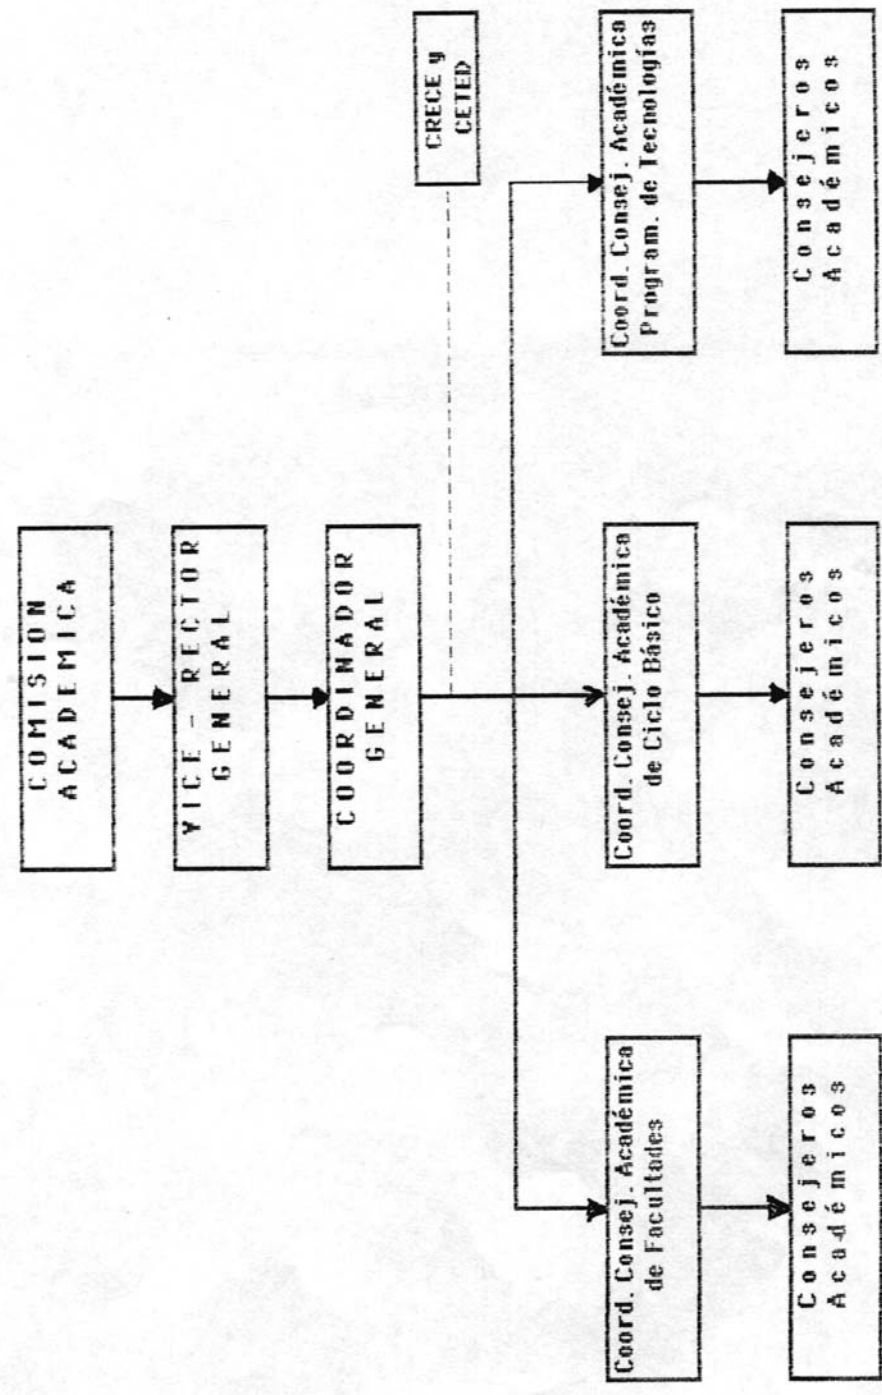 COMISION
ACADEMICA
VICE - RECTOR
GENERAL
COORDINADOR
GENERAL
CRECE y
CETED
Coord. Consej. Académica
de Facultades
Coord. Consej. Académica
de Ciclo Básico
Coord. Consej. Académica
Program. de Tecnologías
Consejeros
Académicos
Consejeros
Académicos
Consejeros
Académicos